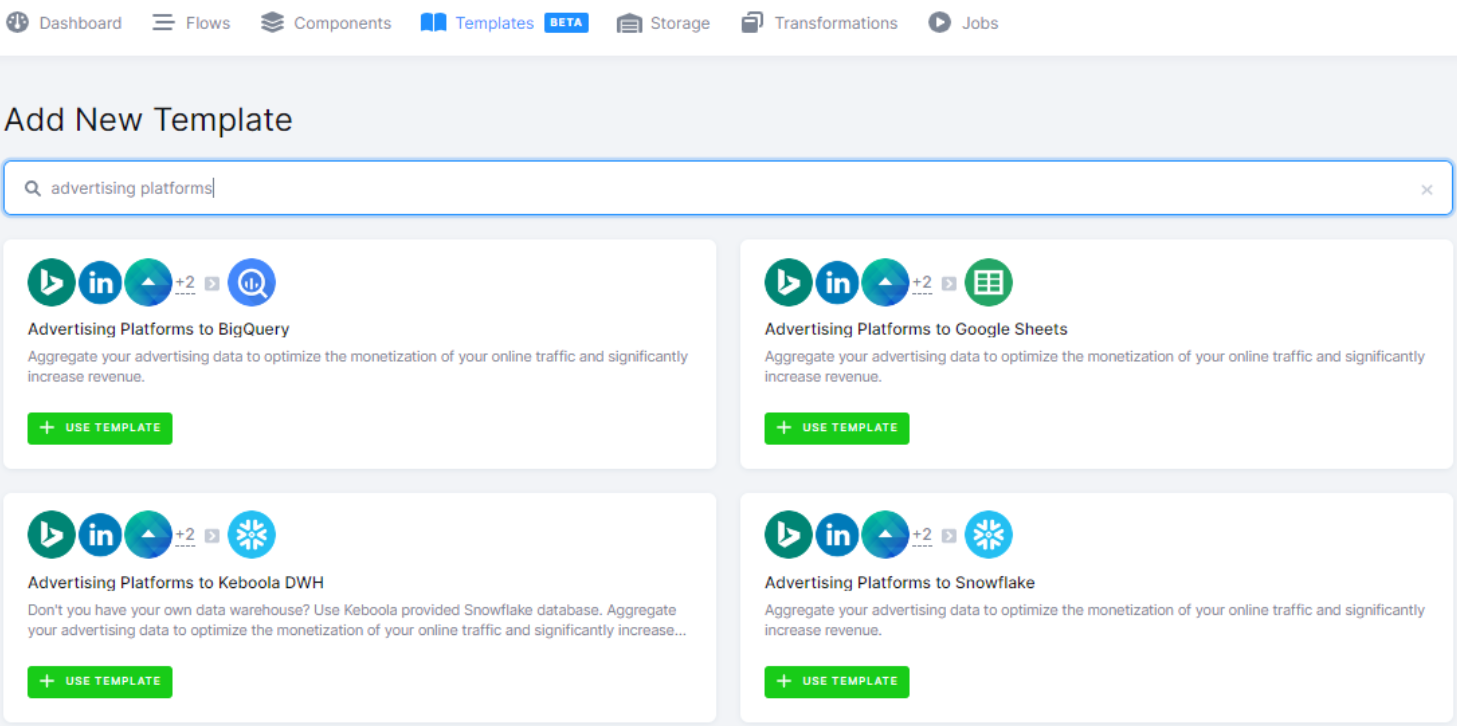 Dashboard Flows Components Templates BETA Storage Transformations Jobs
Add New Template
advertising platforms
in +2
Advertising Platforms to BigQuery
Aggregate your advertising data to optimize the monetization of your online traffic and significantly
increase revenue.
+ USE TEMPLATE
in +2
Advertising Platforms to Google Sheets
Aggregate your advertising data to optimize the monetization of your online traffic and significantly
increase revenue.
+ USE TEMPLATE
in +2
Advertising Platforms to Keboola DWH
Don't you have your own data warehouse? Use Keboola provided Snowflake database. Aggregate
your advertising data to optimize the monetization of your online traffic and significantly increase...
+ USE TEMPLATE
in +2
Advertising Platforms to Snowflake
Aggregate your advertising data to optimize the monetization of your online traffic and significantly
increase revenue.
+ USE TEMPLATE